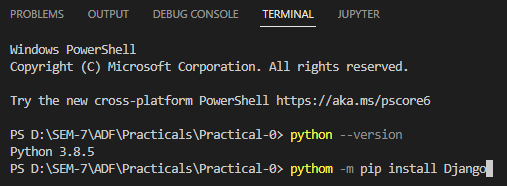 PROBLEMS OUTPUT DEBUG CONSOLE TERMINAL JUPYTER
Windows PowerShell
Copyright (C) Microsoft Corporation. All rights reserved.
Try the new cross-platform PowerShell https://aka.ms/pscore6
PS D:\SEM-7\ADF\Practicals\Practical-0> python --version
Python 3.8.5
PS D:\SEM-7\ADF\Practicals\Practical-0> pythom -m pip install Django